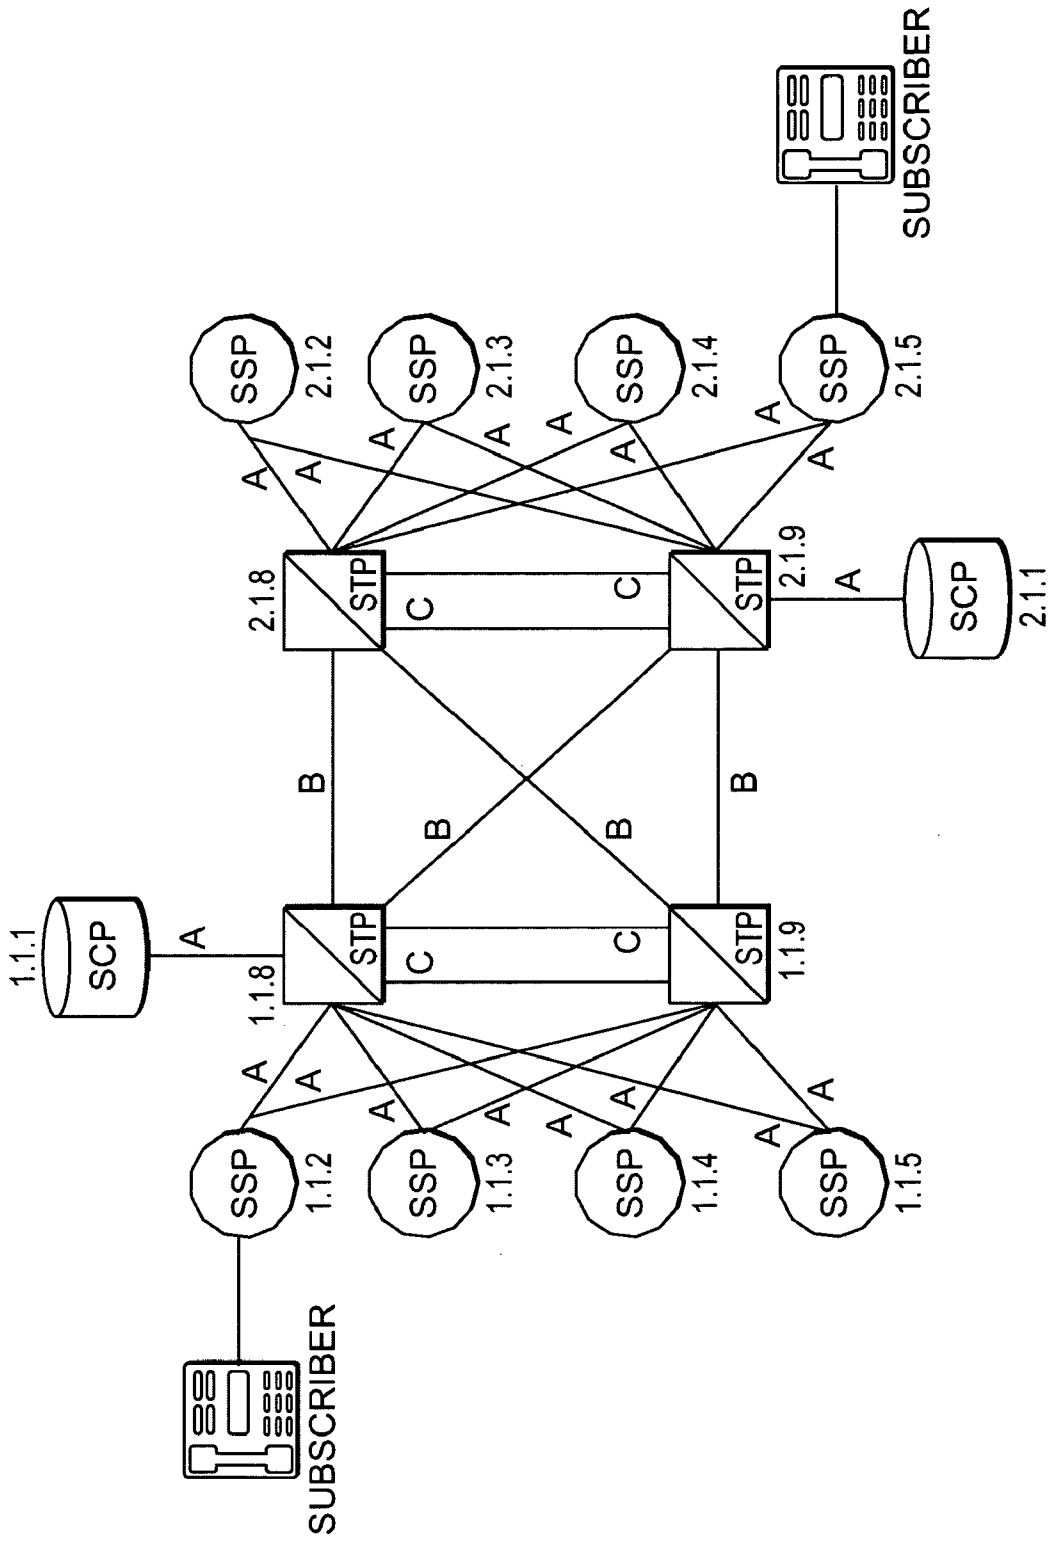 SUBSCRIBER
SSP
1.1.2
SSP
1.1.3
SSP
1.1.4
SSP
1.1.5
A
A
A
A
A
A
A
A
1.1.1
SCP
A
1.1.8
STP
C
C
STP
1.1.9
B
B
B
B
2.1.8
STP
C
C
STP
2.1.9
A
SCP
2.1.1
A
A
A
A
A
A
A
A
SSP
2.1.2
SSP
2.1.3
SSP
2.1.4
SSP
2.1.5
SUBSCRIBER